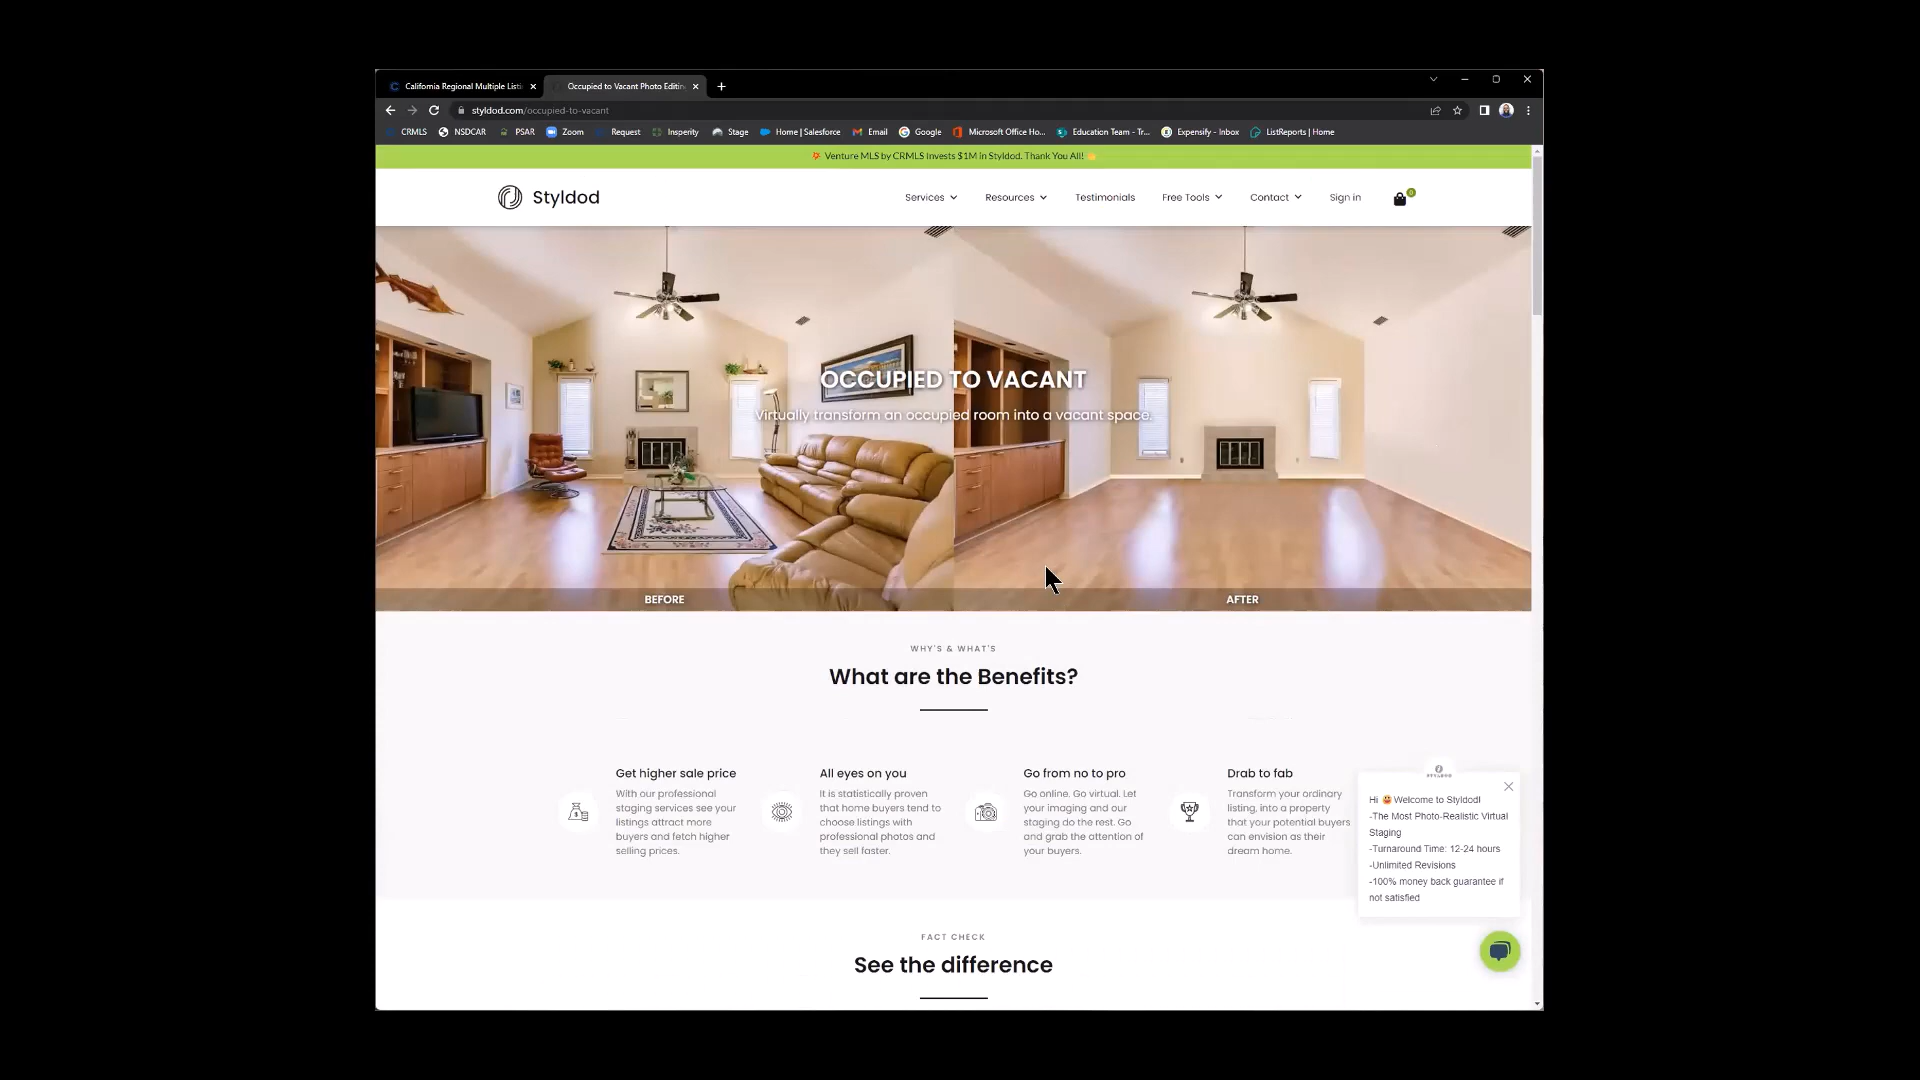 California Regional Multiple Listi
Occupied to Vacant Photo Editin
styldod.com/occupied-to-vacant
CRMLS
NSDCAR
PSAR
Zoom
Request
Insperity
Stage
Home | Salesforce
Email
Google
Microsoft Office Ho...
Education Team - Tr...
Expensify - Inbox
ListReports | Home
Venture MLS by CRMLS Invests $1M in Styldod. Thank You All!
Styldod
Services
Resources
Testimonials
Free Tools
Contact
Sign in
0
OCCUPIED TO VACANT
Virtually transform an occupied room into a vacant space.
BEFORE
AFTER
WHY'S & WHAT'S
What are the Benefits?
Get higher sale price
With our professional
staging services see your
listings attract more
buyers and fetch higher
selling prices.
All eyes on you
It is statistically proven
that home buyers tend to
choose listings with
professional photos and
they sell faster.
Go from no to pro
Go online. Go virtual. Let
your imaging and our
staging do the rest. Go
and grab the attention of
your buyers.
Drab to fab
Transform your ordinary
listing, into a property
that your potential buyers
can envision as their
dream home.
STYLDOD
Hi Welcome to Styldod!
-The Most Photo-Realistic Virtual
Staging
-Turnaround Time: 12-24 hours
-Unlimited Revisions
-100% money back guarantee if
not satisfied
FACT CHECK
See the difference